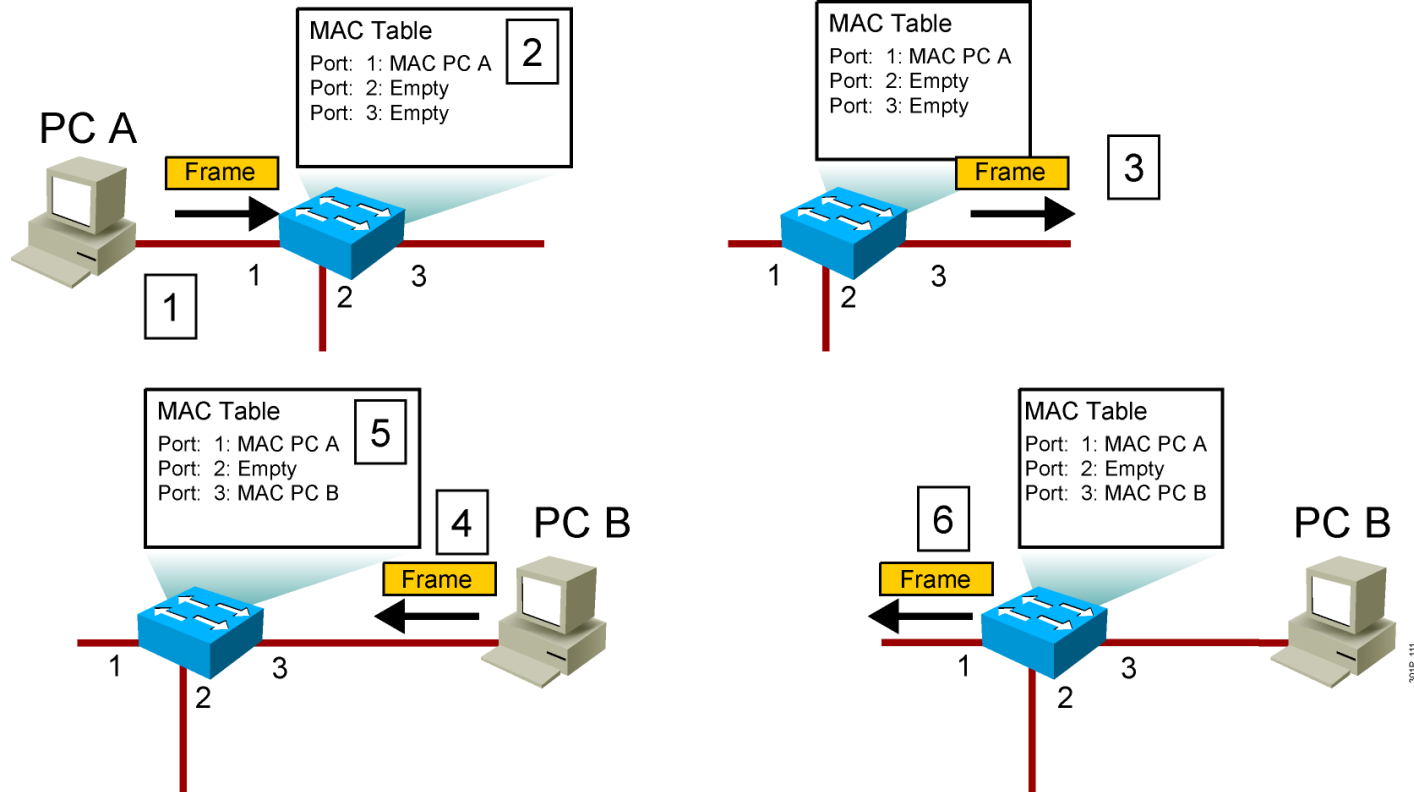 MAC Table
Port: 1: MAC PC A
Port: 2: Empty
Port: 3: Empty
2
PC A
Frame
1
1
2
3
MAC Table
Port: 1: MAC PC A
Port: 2: Empty
Port: 3: Empty
Frame
3
1
2
3
MAC Table
Port: 1: MAC PC A
Port: 2: Empty
Port: 3: MAC PC B
5
4
PC B
Frame
1
2
3
MAC Table
Port: 1: MAC PC A
Port: 2: Empty
Port: 3: MAC PC B
6
PC B
Frame
1
2
3
301P_111